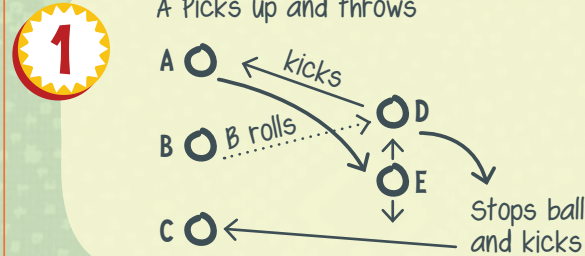 A Picks up and throws
1
A
kicks
B
B rolls
D
E
C
Stops ball
and kicks